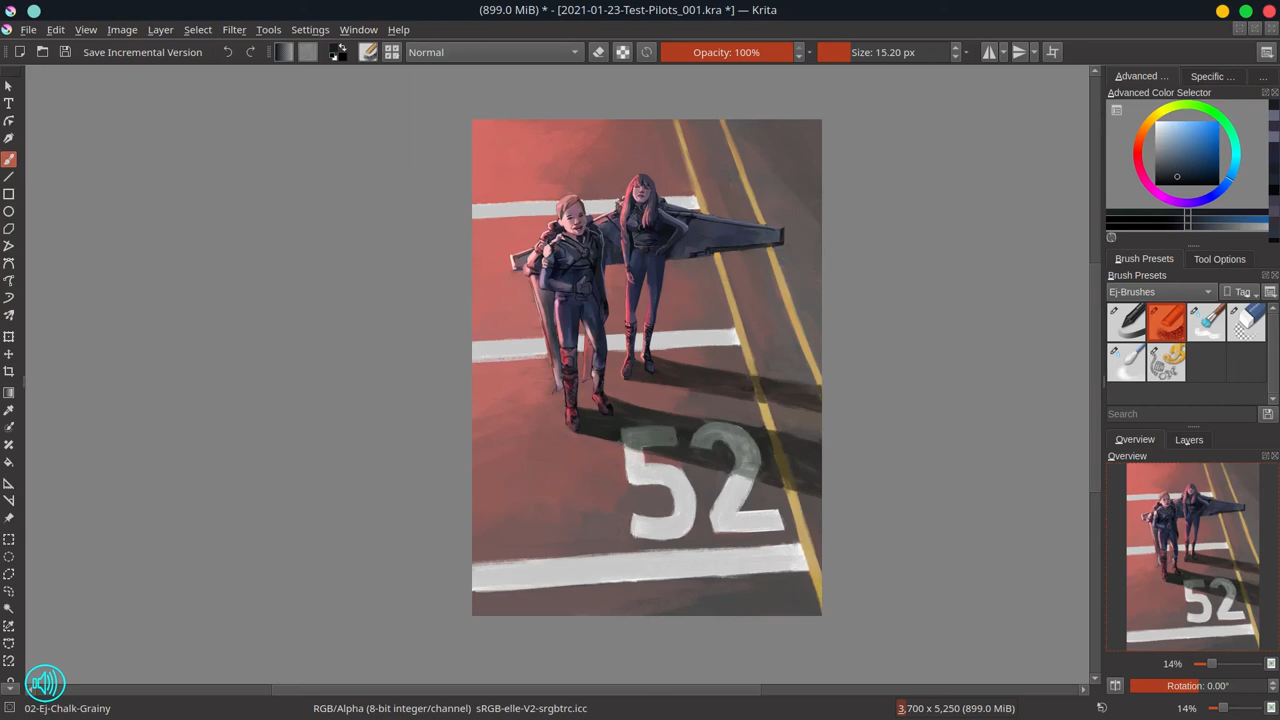 (899.0 MiB) * - [2021-01-23-Test-Pilots_001.kra *] — Krita
File Edit View Image Layer Select Filter Tools Settings Window Help
Save Incremental Version Normal Opacity: 100% Size: 15.20 px
Advanced ... Specific ... ...
Advanced Color Selector
Brush Presets Tool Options
Brush Presets
Ej-Brushes Tag
Search
Overview Layers
Overview
52
52
14%
Rotation: 0.00°
02-Ej-Chalk-Grainy RGB/Alpha (8-bit integer/channel) sRGB-elle-V2-srgbtrc.icc 3,700 x 5,250 (899.0 MiB) 14%